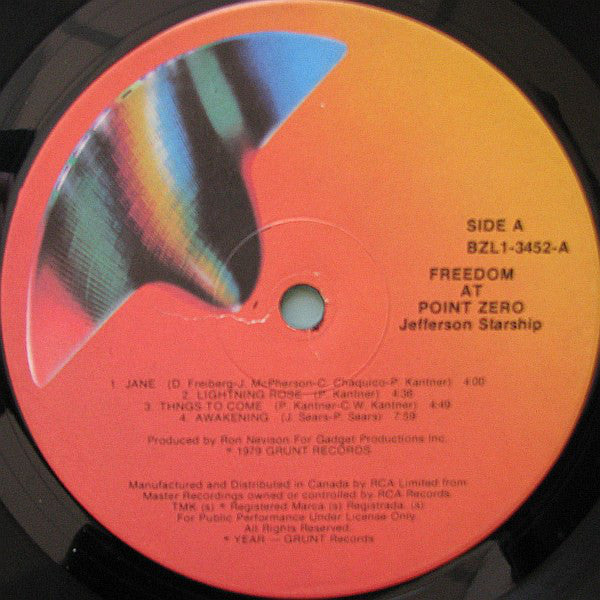 SIDE A
BZL1-3452-A
FREEDOM
AT
POINT ZERO
Jefferson Starship
1. JANE (D. Freiberg-J. McPherson-C. Chaquico-P. Kantner) 4:00
2. LIGHTNING ROSE—(P. Kantner) 4:38
3. THNGS TO COME (P. Kantner-C.W. Kantner) 4:49
4. AWAKENING (J. Sears-P. Sears) 7:59
Produced by Ron Nevison For Gadget Productions Inc.
* 1979 GRUNT RECORDS
Manufactured and Distributed in Canada by RCA Limited from
Master Recordings owned or controlled by RCA Records.
TMK (s) * Registered Marca (s) Registrada. (s)
For Public Performance Under License Only.
All Rights Reserved.
* YEAR — GRUNT Records